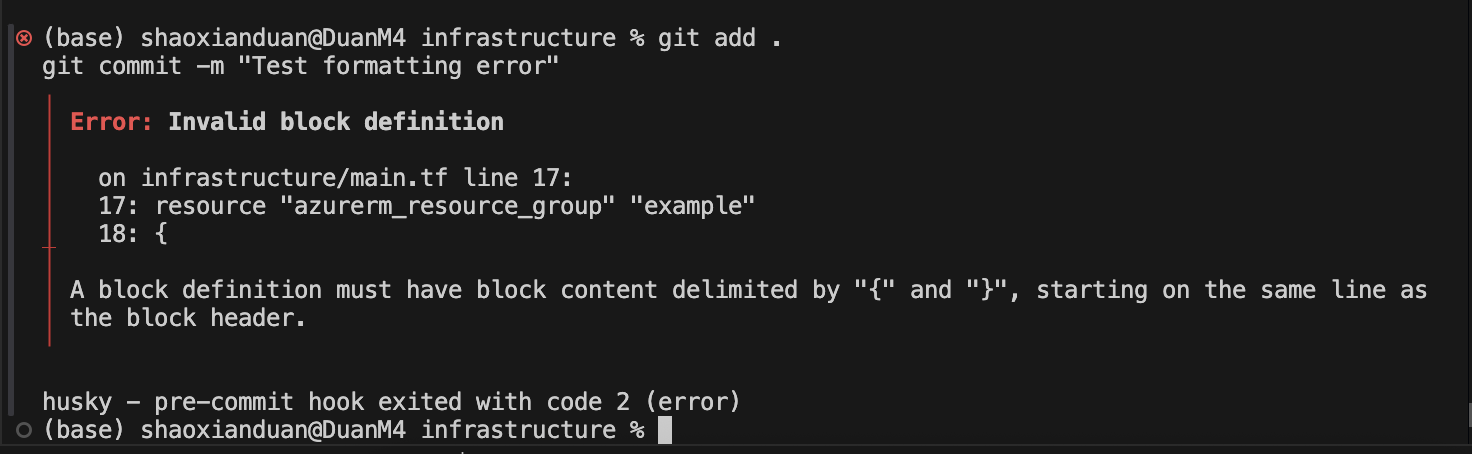 (base) shaoxianduan@DuanM4 infrastructure % git add .
git commit -m "Test formatting error"
Error: Invalid block definition
on infrastructure/main.tf line 17:
17: resource "azurerm_resource_group" "example"
18: {
A block definition must have block content delimited by "{" and "}", starting on the same line as
the block header.
husky - pre-commit hook exited with code 2 (error)
(base) shaoxianduan@DuanM4 infrastructure %